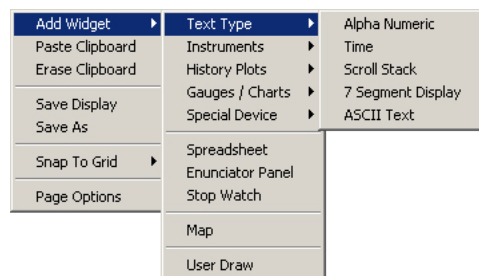 Add Widget
Paste Clipboard
Erase Clipboard
Save Display
Save As
Snap To Grid
Page Options
Text Type
Instruments
History Plots
Gauges / Charts
Special Device
Spreadsheet
Enunciator Panel
Stop Watch
Map
User Draw
Alpha Numeric
Time
Scroll Stack
7 Segment Display
ASCII Text